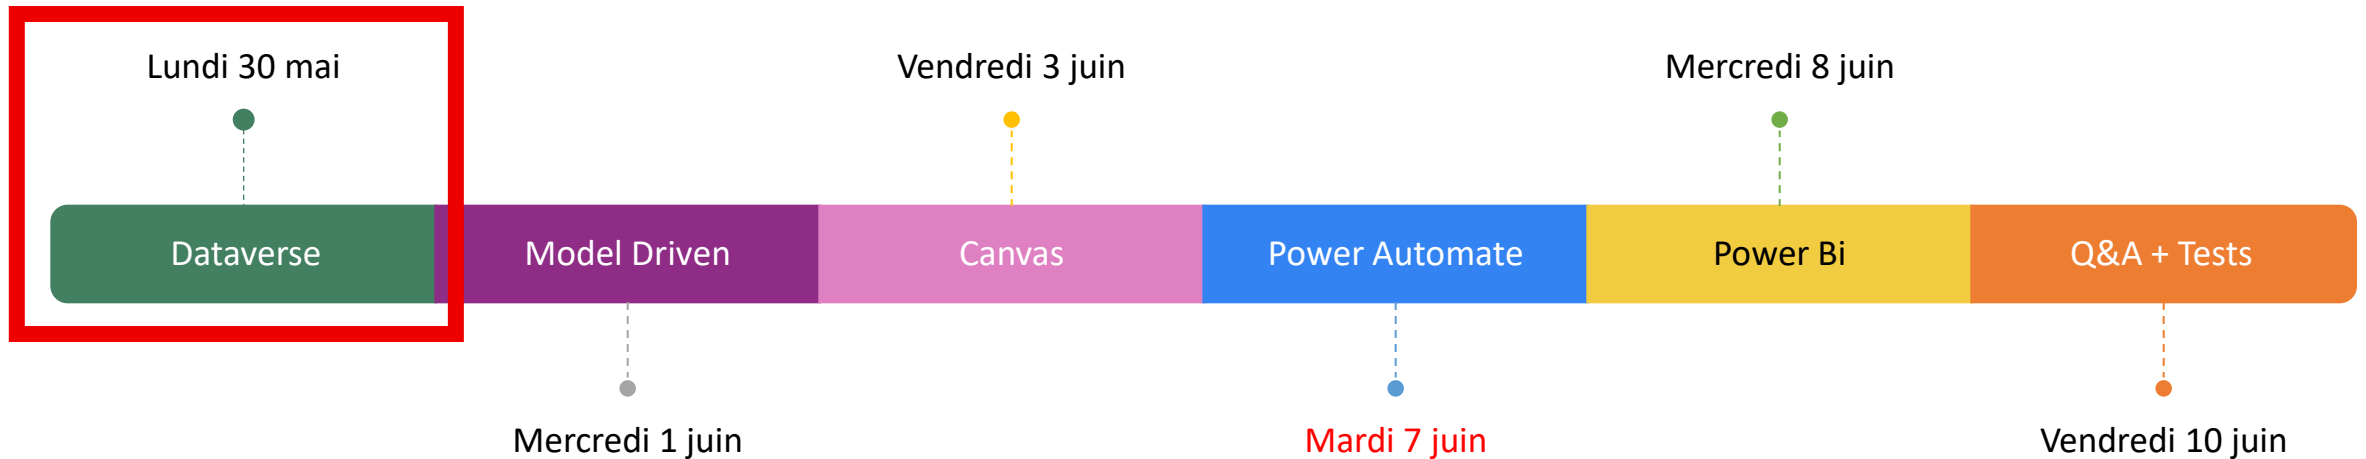 Lundi 30 mai
Vendredi 3 juin
Mercredi 8 juin
Dataverse
Model Driven
Canvas
Power Automate
Power Bi
Q&A + Tests
Mercredi 1 juin
Mardi 7 juin
Vendredi 10 juin